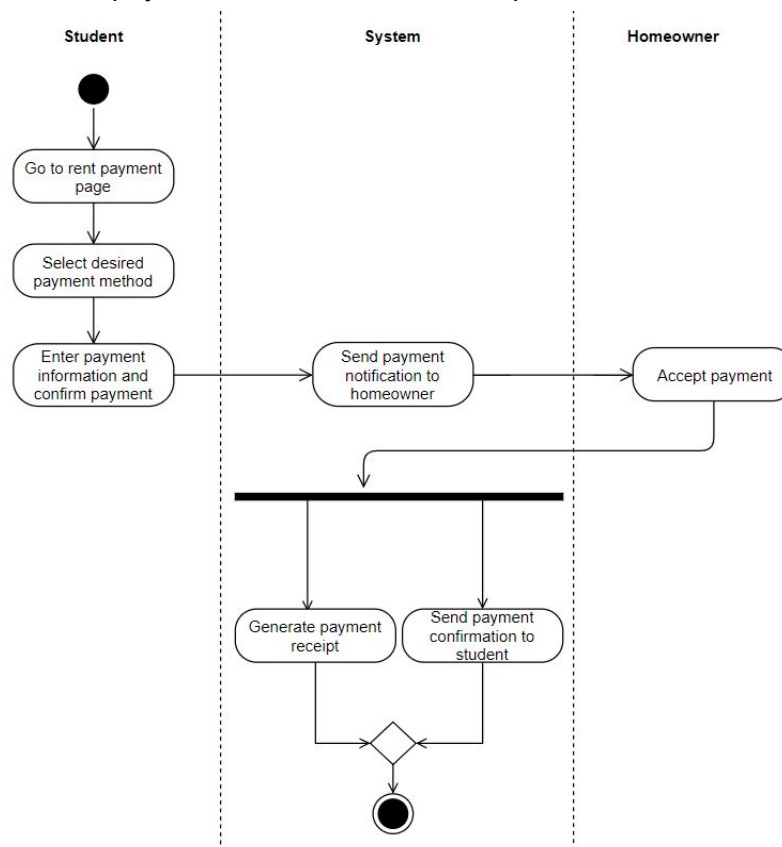 Student
System
Homeowner
Go to rent payment
page
Select desired
payment method
Enter payment
information and
confirm payment
Send payment
notification to
homeowner
Accept payment
Generate payment
receipt
Send payment
confirmation to
student